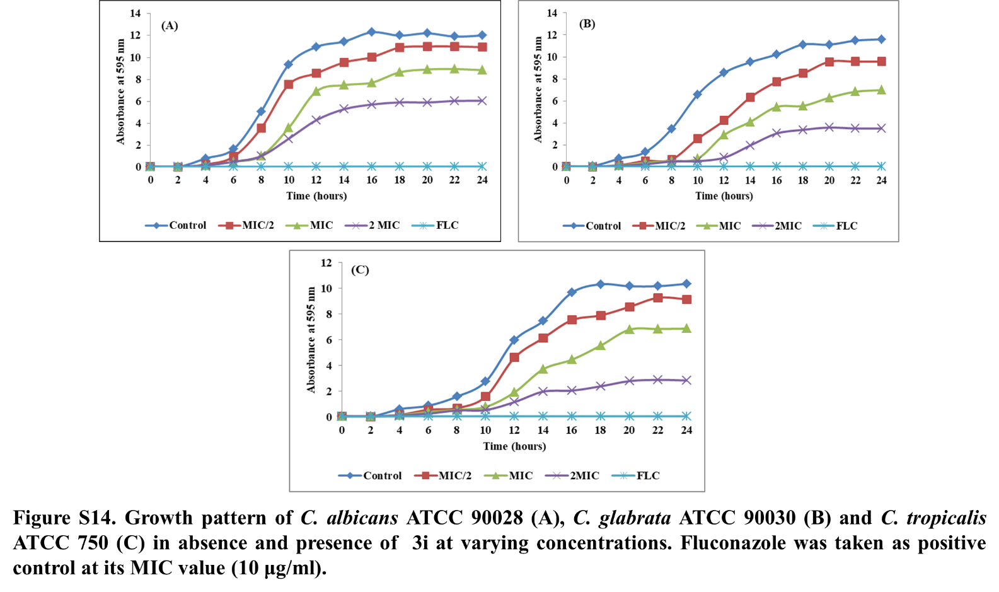 (A)
Absorbance at 595 nm
14
12
10
8
6
4
2
0
0 2 4 6 8 10 12 14 16 18 20 22 24
Time (hours)
Control MIC/2 MIC 2 MIC FLC
(B)
Absorbance at 595 nm
14
12
10
8
6
4
2
0
0 2 4 6 8 10 12 14 16 18 20 22 24
Time (hours)
Control MIC/2 MIC 2MIC FLC
(C)
Absorbance at 595 nm
12
10
8
6
4
2
0
0 2 4 6 8 10 12 14 16 18 20 22 24
Time (hours)
Control MIC/2 MIC 2MIC FLC
Figure S14. Growth pattern of C. albicans ATCC 90028 (A), C. glabrata ATCC 90030 (B) and C. tropicalis
ATCC 750 (C) in absence and presence of 3i at varying concentrations. Fluconazole was taken as positive
control at its MIC value (10 µg/ml).